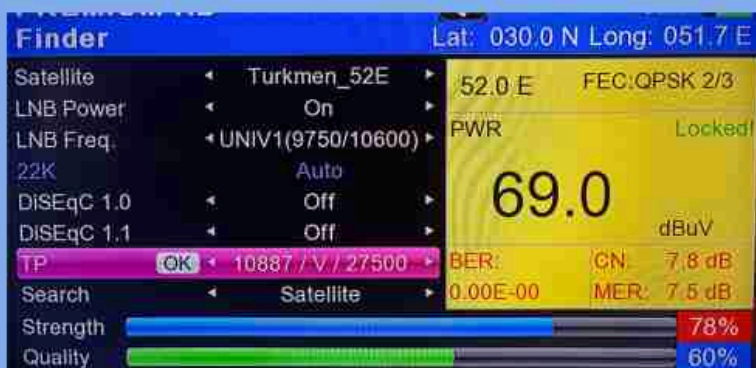 Finder
Lat: 030.0 N Long: 051.7 E
Satellite Turkmen_52E
LNB Power On
LNB Freq. UNIV1(9750/10600)
22K Auto
DiSEqC 1.0 Off
DiSEqC 1.1 Off
TP OK 10887 / V / 27500
Search Satellite
52.0 E FEC:QPSK 2/3
PWR Locked!
69.0
dBuV
BER: CN: 7.8 dB
0.00E-00 MER: 7.5 dB
Strength 78%
Quality 60%